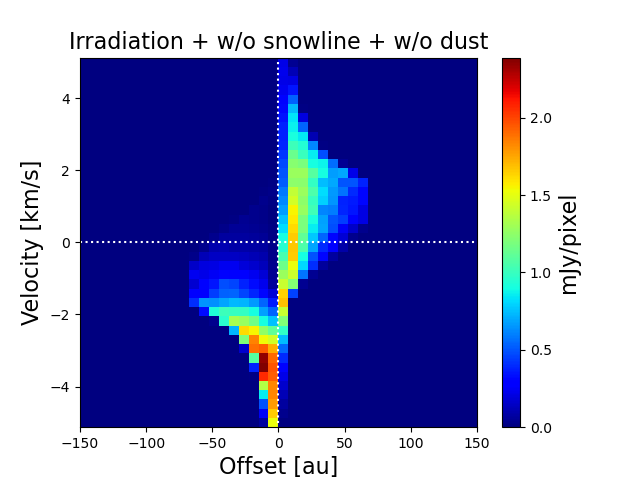 Irradiation + w/o snowline + w/o dust
4
2
0
−2
−4
Velocity [km/s]
−150 −100 −50 0 50 100 150
Offset [au]
2.0
1.5
1.0
0.5
0.0
mJy/pixel